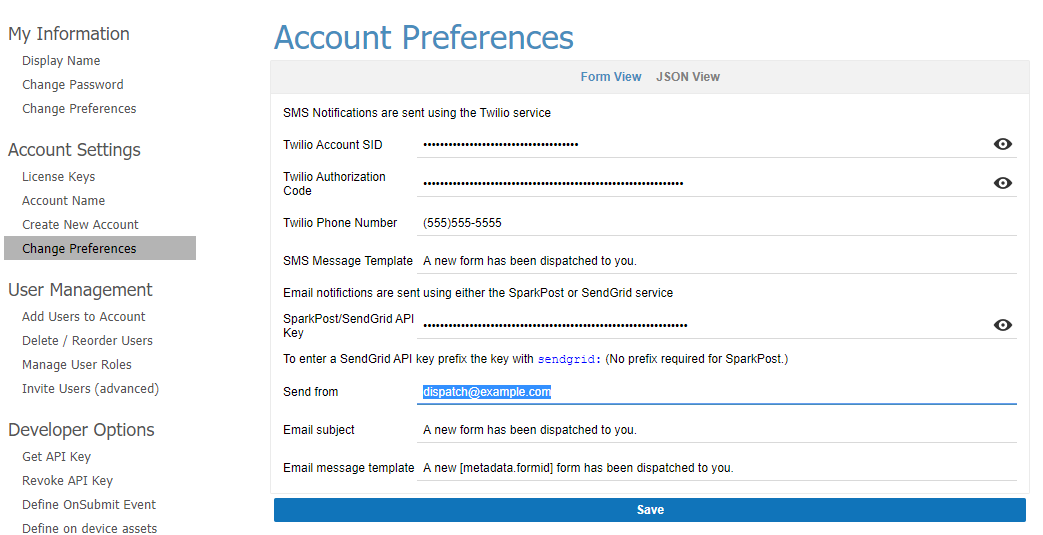 My Information
Display Name
Change Password
Change Preferences
Account Settings
License Keys
Account Name
Create New Account
Change Preferences
User Management
Add Users to Account
Delete / Reorder Users
Manage User Roles
Invite Users (advanced)
Developer Options
Get API Key
Revoke API Key
Define OnSubmit Event
Define on device assets
Account Preferences
Form View JSON View
SMS Notifications are sent using the Twilio service
Twilio Account SID
Twilio Authorization
Code
Twilio Phone Number (555)555-5555
SMS Message Template A new form has been dispatched to you.
Email notifictions are sent using either the SparkPost or SendGrid service
SparkPost/SendGrid API
Key
To enter a SendGrid API key prefix the key with sendgrid: (No prefix required for SparkPost.)
Send from dispatch@example.com
Email subject A new form has been dispatched to you.
Email message template A new [metadata.formid] form has been dispatched to you.
Save